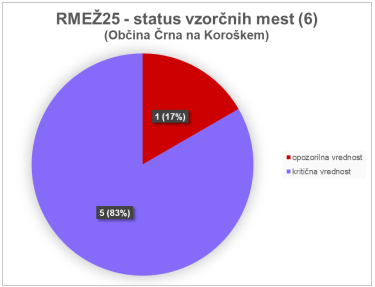 RMEŽ25 - status vzorčnih mest (6)
(Občina Črna na Koroškem)
1 (17%)
5 (83%)
opozorilna vrednost
kritična vrednost